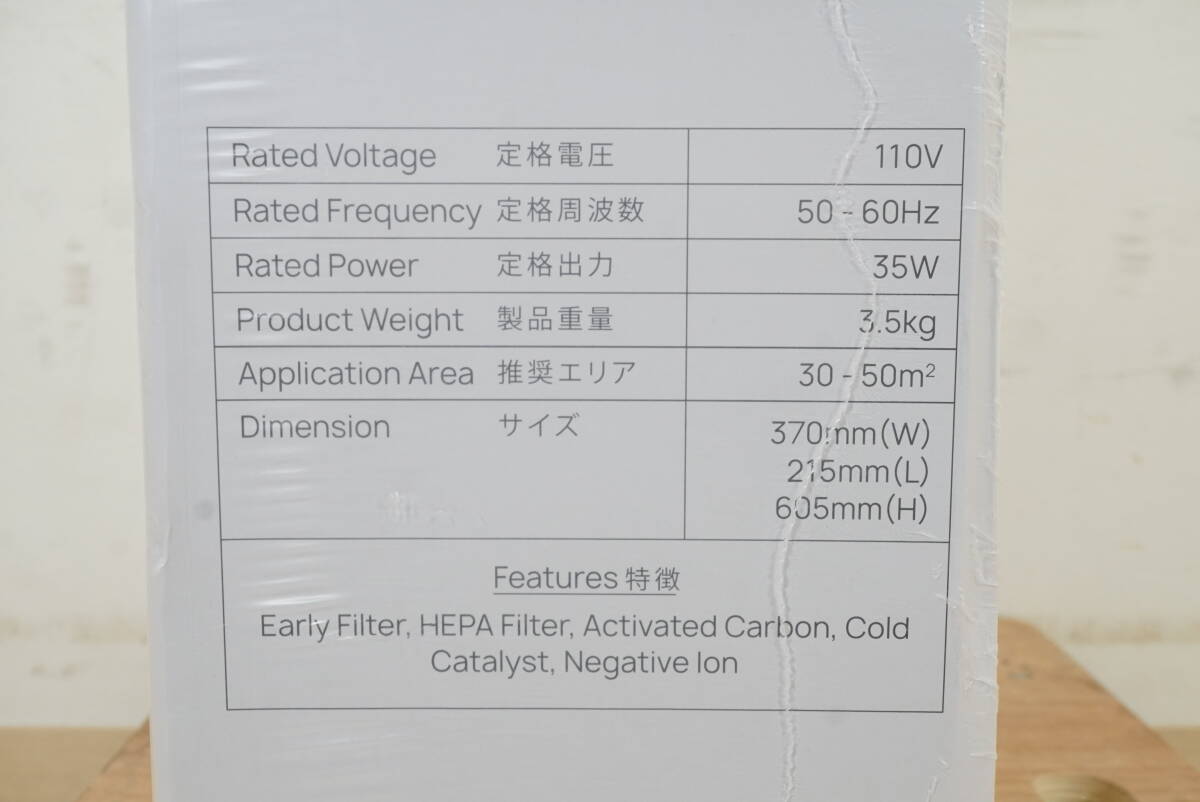 Rated Voltage 定格電圧 110V
Rated Frequency 定格周波数 50 - 60Hz
Rated Power 定格出力 35W
Product Weight 製品重量 3.5kg
Application Area 推奨エリア 30 - 50m²
Dimension サイズ 370mm(W)
215mm(L)
605mm(H)
Features 特徴
Early Filter, HEPA Filter, Activated Carbon, Cold
Catalyst, Negative Ion